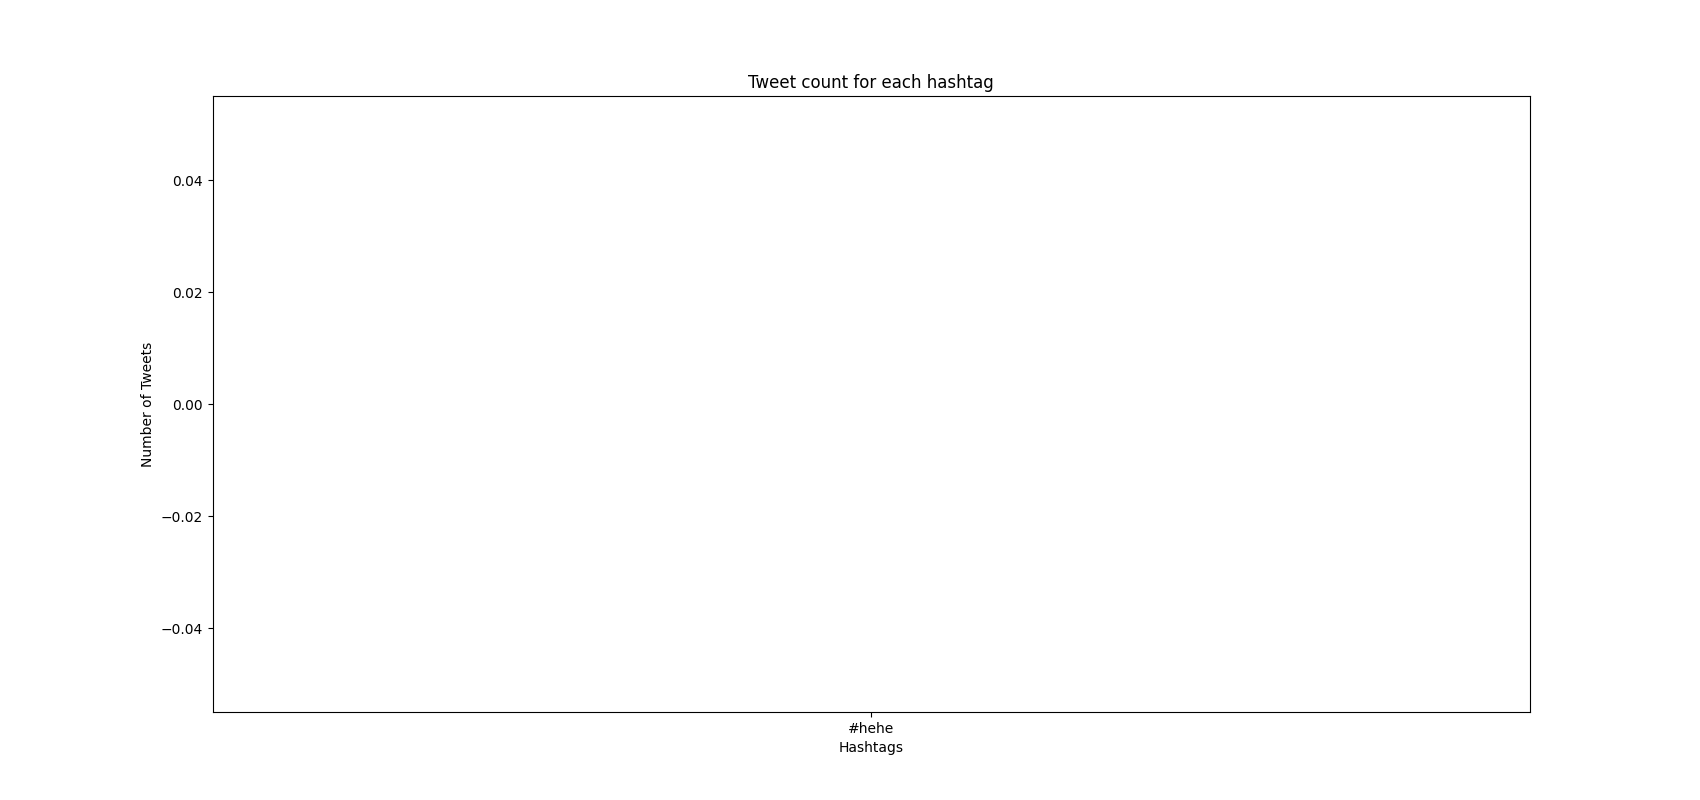 Tweet count for each hashtag
0.04
0.02
0.00
−0.02
−0.04
Number of Tweets
#hehe
Hashtags